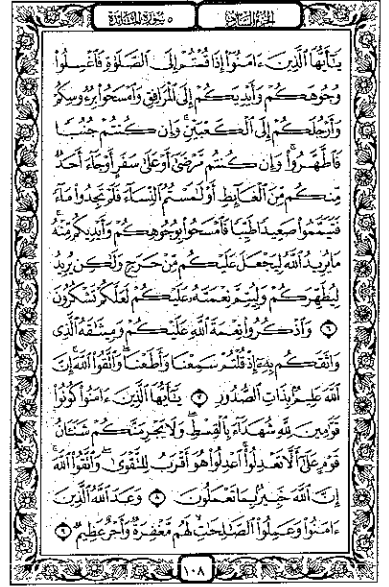 الجزء السادس ٥ سورة المائدة
يَـٰٓأَيُّهَا ٱلَّذِينَ ءَامَنُوٓا۟ إِذَا قُمْتُمْ إِلَى ٱلصَّلَوٰةِ فَٱغْسِلُوا۟
وُجُوهَكُمْ وَأَيْدِيَكُمْ إِلَى ٱلْمَرَافِقِ وَٱمْسَحُوا۟ بِرُءُوسِكُمْ
وَأَرْجُلَكُمْ إِلَى ٱلْكَعْبَيْنِ ۚ وَإِن كُنتُمْ جُنُبًا
فَٱطَّهَّرُوا۟ ۚ وَإِن كُنتُم مَّرْضَىٰٓ أَوْ عَلَىٰ سَفَرٍ أَوْ جَآءَ أَحَدٌ
مِّنكُم مِّنَ ٱلْغَآئِطِ أَوْ لَـٰمَسْتُمُ ٱلنِّسَآءَ فَلَمْ تَجِدُوا۟ مَآءً
فَتَيَمَّمُوا۟ صَعِيدًا طَيِّبًا فَٱمْسَحُوا۟ بِوُجُوهِكُمْ وَأَيْدِيكُم مِّنْهُ ۚ
مَا يُرِيدُ ٱللَّهُ لِيَجْعَلَ عَلَيْكُم مِّنْ حَرَجٍ وَلَـٰكِن يُرِيدُ
لِيُطَهِّرَكُمْ وَلِيُتِمَّ نِعْمَتَهُۥ عَلَيْكُمْ لَعَلَّكُمْ تَشْكُرُونَ
٦ وَٱذْكُرُوا۟ نِعْمَةَ ٱللَّهِ عَلَيْكُمْ وَمِيثَـٰقَهُ ٱلَّذِى
وَاثَقَكُم بِهِۦٓ إِذْ قُلْتُمْ سَمِعْنَا وَأَطَعْنَا ۖ وَٱتَّقُوا۟ ٱللَّهَ ۚ إِنَّ
ٱللَّهَ عَلِيمٌۢ بِذَاتِ ٱلصُّدُورِ ٧ يَـٰٓأَيُّهَا ٱلَّذِينَ ءَامَنُوا۟ كُونُوا۟
قَوَّٰمِينَ لِلَّهِ شُهَدَآءَ بِٱلْقِسْطِ ۖ وَلَا يَجْرِمَنَّكُمْ شَنَـَٔانُ
قَوْمٍ عَلَىٰٓ أَلَّا تَعْدِلُوا۟ ۚ ٱعْدِلُوا۟ هُوَ أَقْرَبُ لِلتَّقْوَىٰ ۖ وَٱتَّقُوا۟ ٱللَّهَ ۚ
إِنَّ ٱللَّهَ خَبِيرٌۢ بِمَا تَعْمَلُونَ ٨ وَعَدَ ٱللَّهُ ٱلَّذِينَ
ءَامَنُوا۟ وَعَمِلُوا۟ ٱلصَّـٰلِحَـٰتِ ۙ لَهُم مَّغْفِرَةٌ وَأَجْرٌ عَظِيمٌ ٩
١٠٨